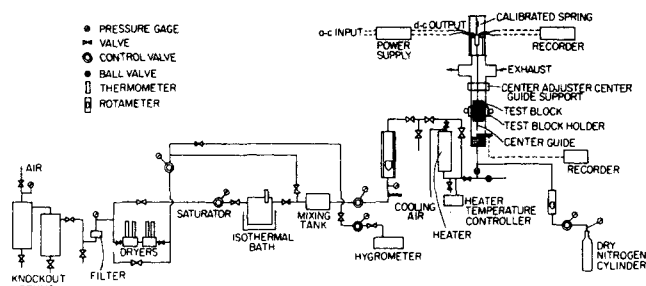 PRESSURE GAGE
VALVE
CONTROL VALVE
BALL VALVE
THERMOMETER
ROTAMETER
a-c INPUT
d-c OUTPUT
POWER
SUPPLY
CALIBRATED SPRING
RECORDER
EXHAUST
CENTER ADJUSTER CENTER
GUIDE SUPPORT
TEST BLOCK
TEST BLOCK HOLDER
CENTER GUIDE
RECORDER
AIR
KNOCKOUT
FILTER
DRYERS
SATURATOR
ISOTHERMAL
BATH
MIXING
TANK
HYGROMETER
COOLING
AIR
HEATER
HEATER
TEMPERATURE
CONTROLLER
DRY
NITROGEN
CYLINDER